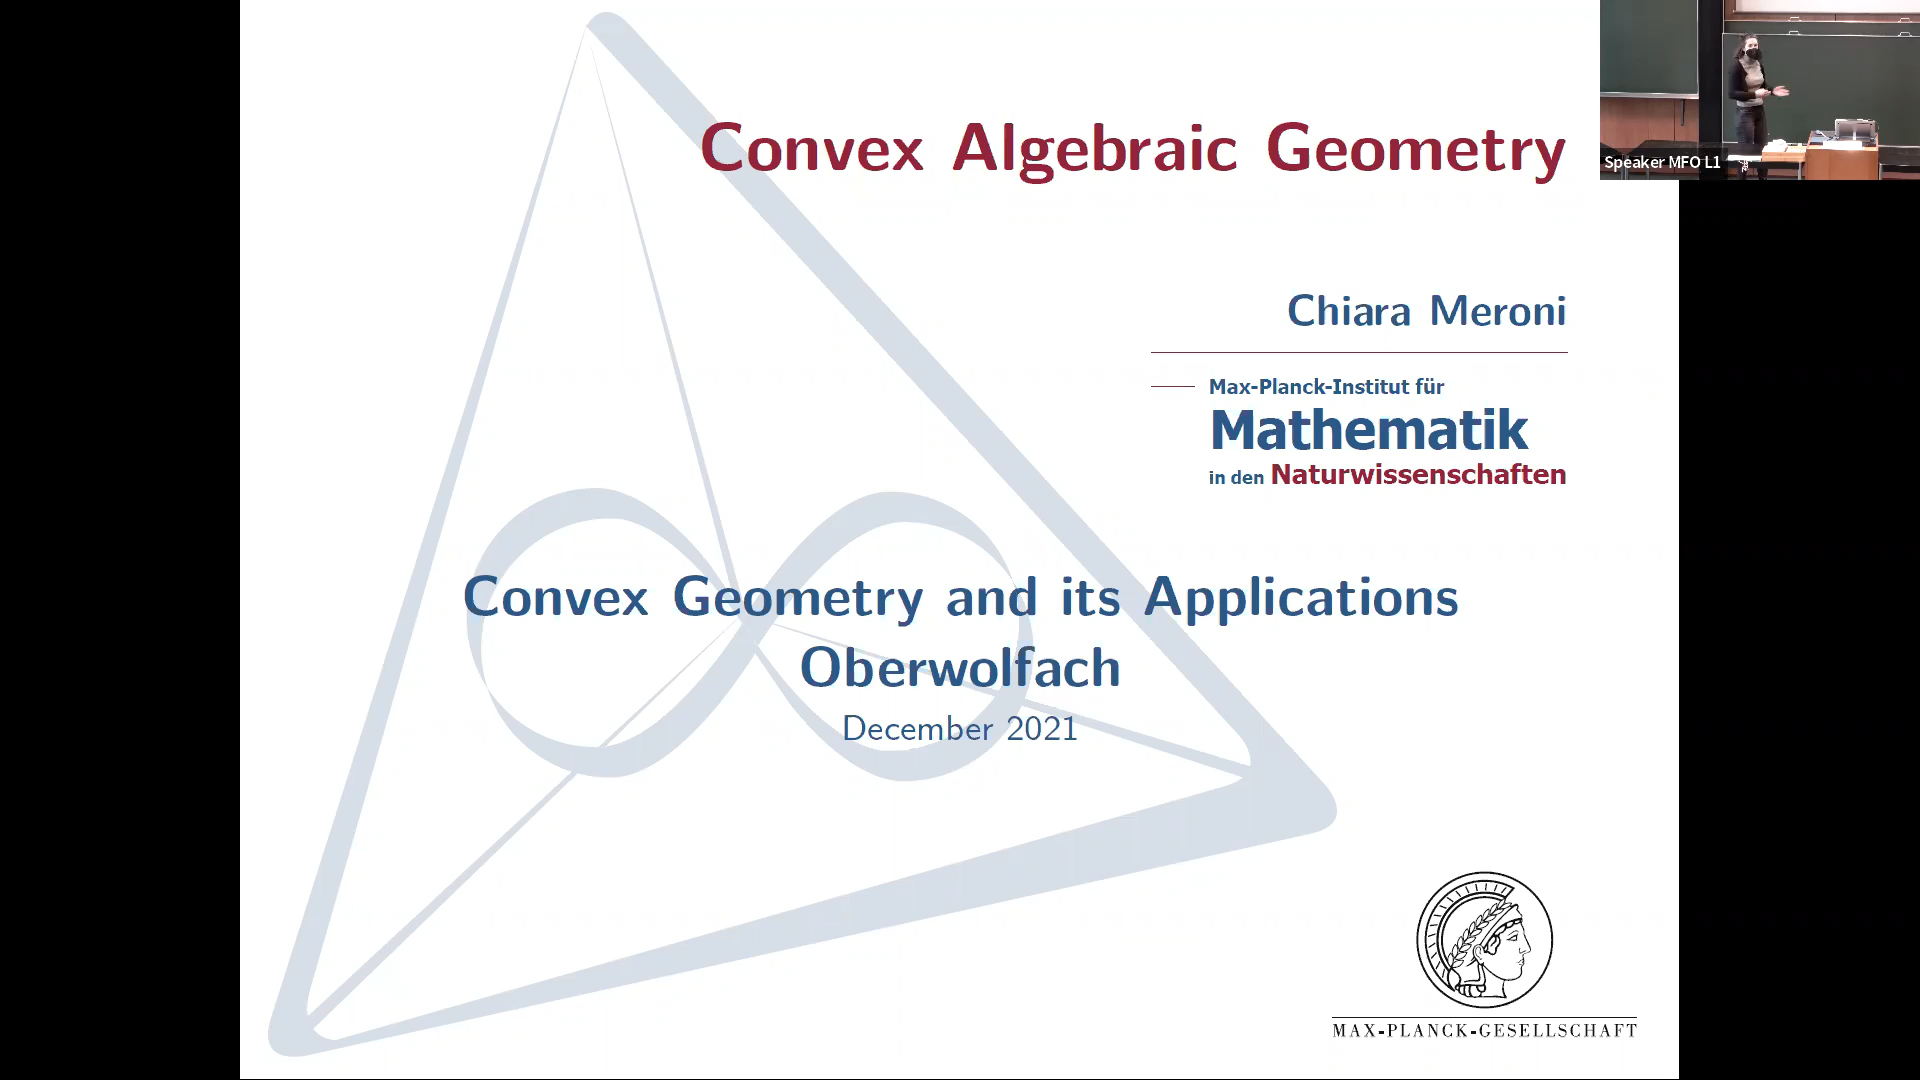 Convex Algebraic Geometry
Speaker MFO L1
Chiara Meroni
Max-Planck-Institut für
Mathematik
in den Naturwissenschaften
Convex Geometry and its Applications
Oberwolfach
December 2021
MAX-PLANCK-GESELLSCHAFT